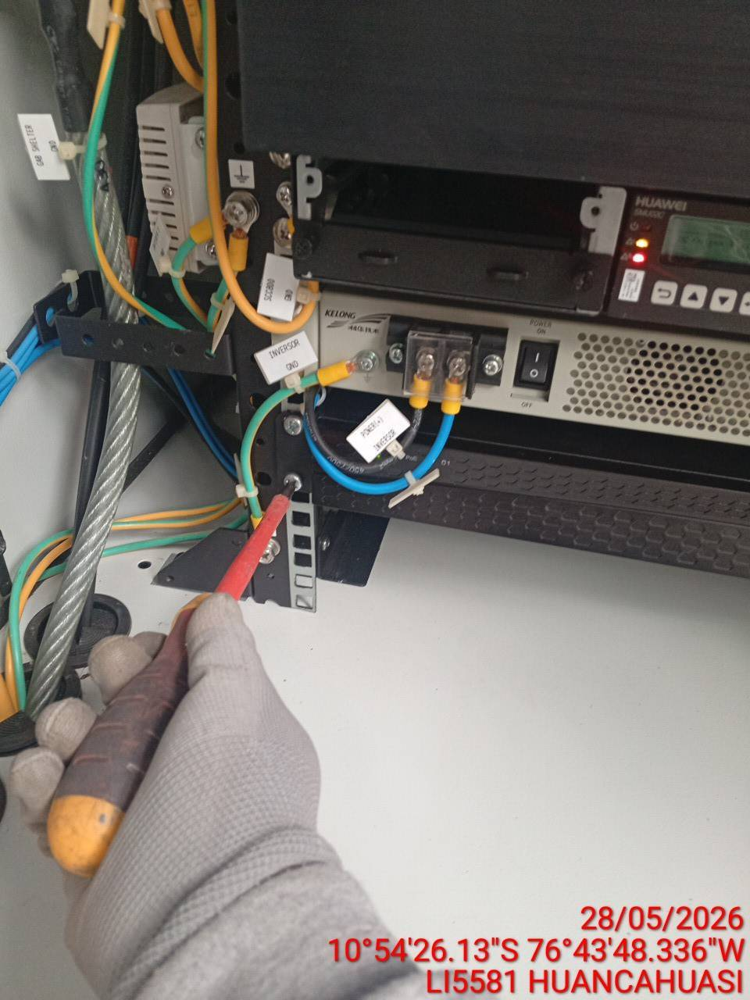 GAB SHELTER
GND
HUAWEI
SMU02C
SCC800
GND
KELONG
POWER
ON
INVERSOR
GND
OFF
POWER(+)
INVERSOR
28/05/2026
10°54'26.13"S 76°43'48.336"W
LI5581 HUANCAHUASI